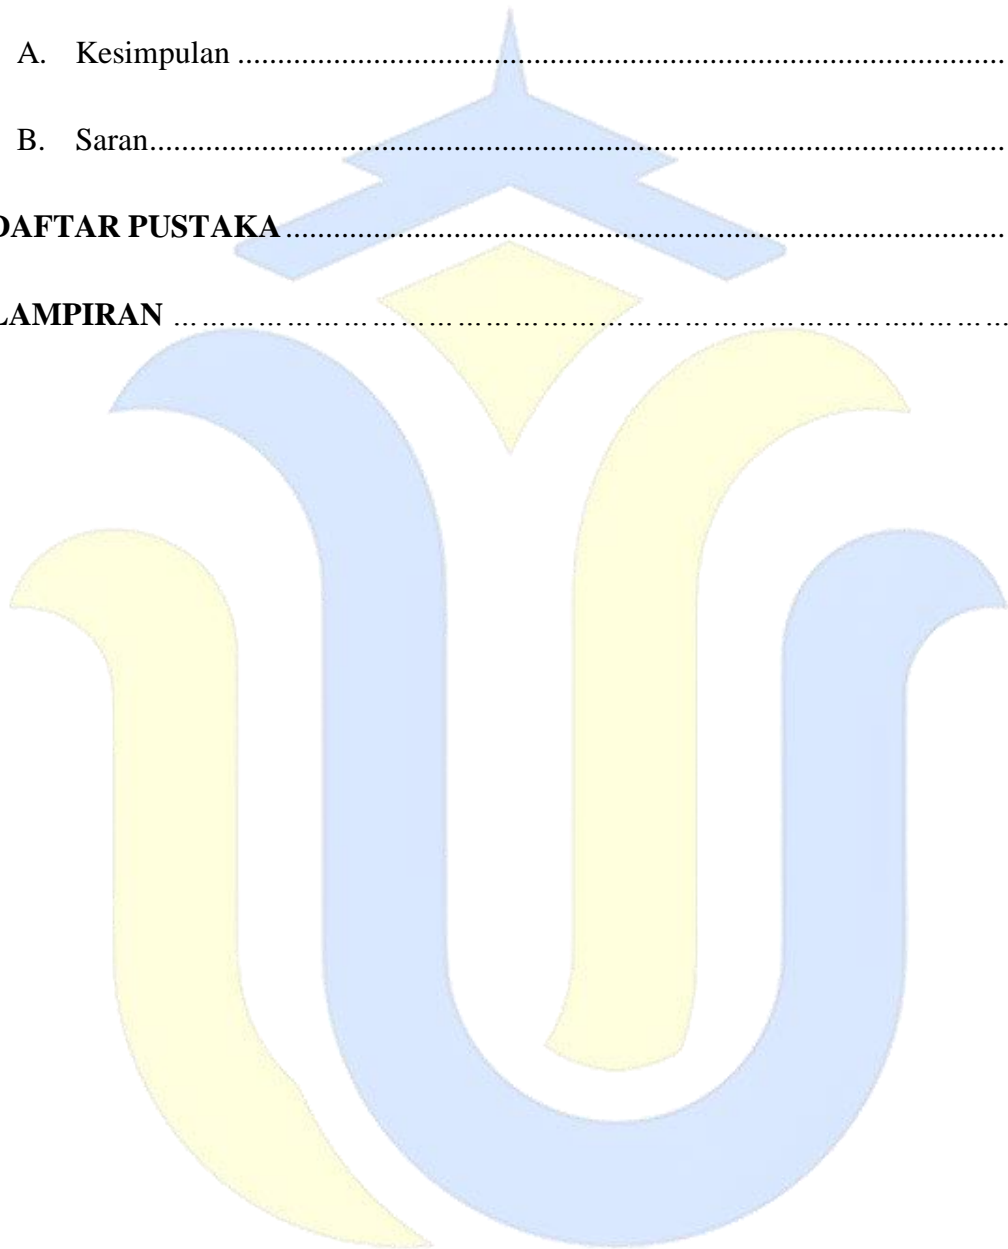 A. Kesimpulan ................................................................................................
B. Saran...........................................................................................................
DAFTAR PUSTAKA..........................................................................................
LAMPIRAN ……………………………………………………………………..……